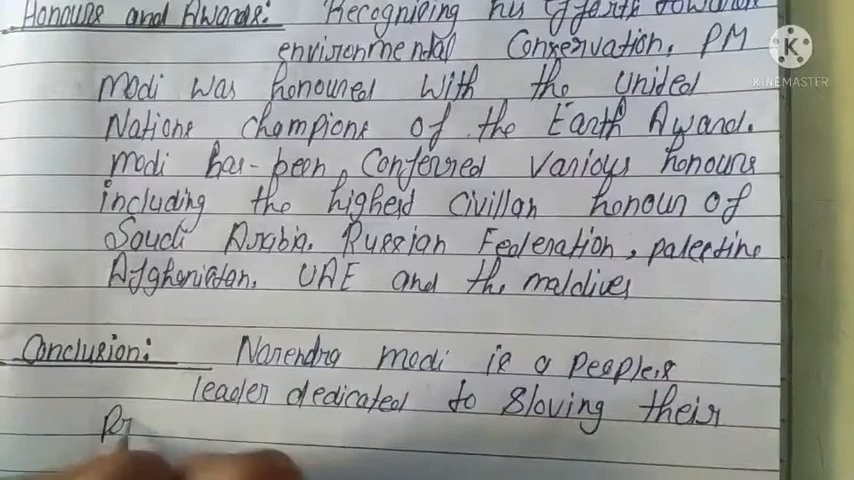 Honours and Awards: Recognising his efforts towards
environmental Conservation, PM
modi was honoured with the United
Nations champions of the Earth Award.
modi has-been, Conferred various honours
including the highest civilian honour of
Saudi Arabia. Russian Federation, palestine
Afghanistan. UAE and the maldives
Conclusion: Narendra modi is a peoples
leader dedicated to Sloving their
Pr
K
KINEMASTER